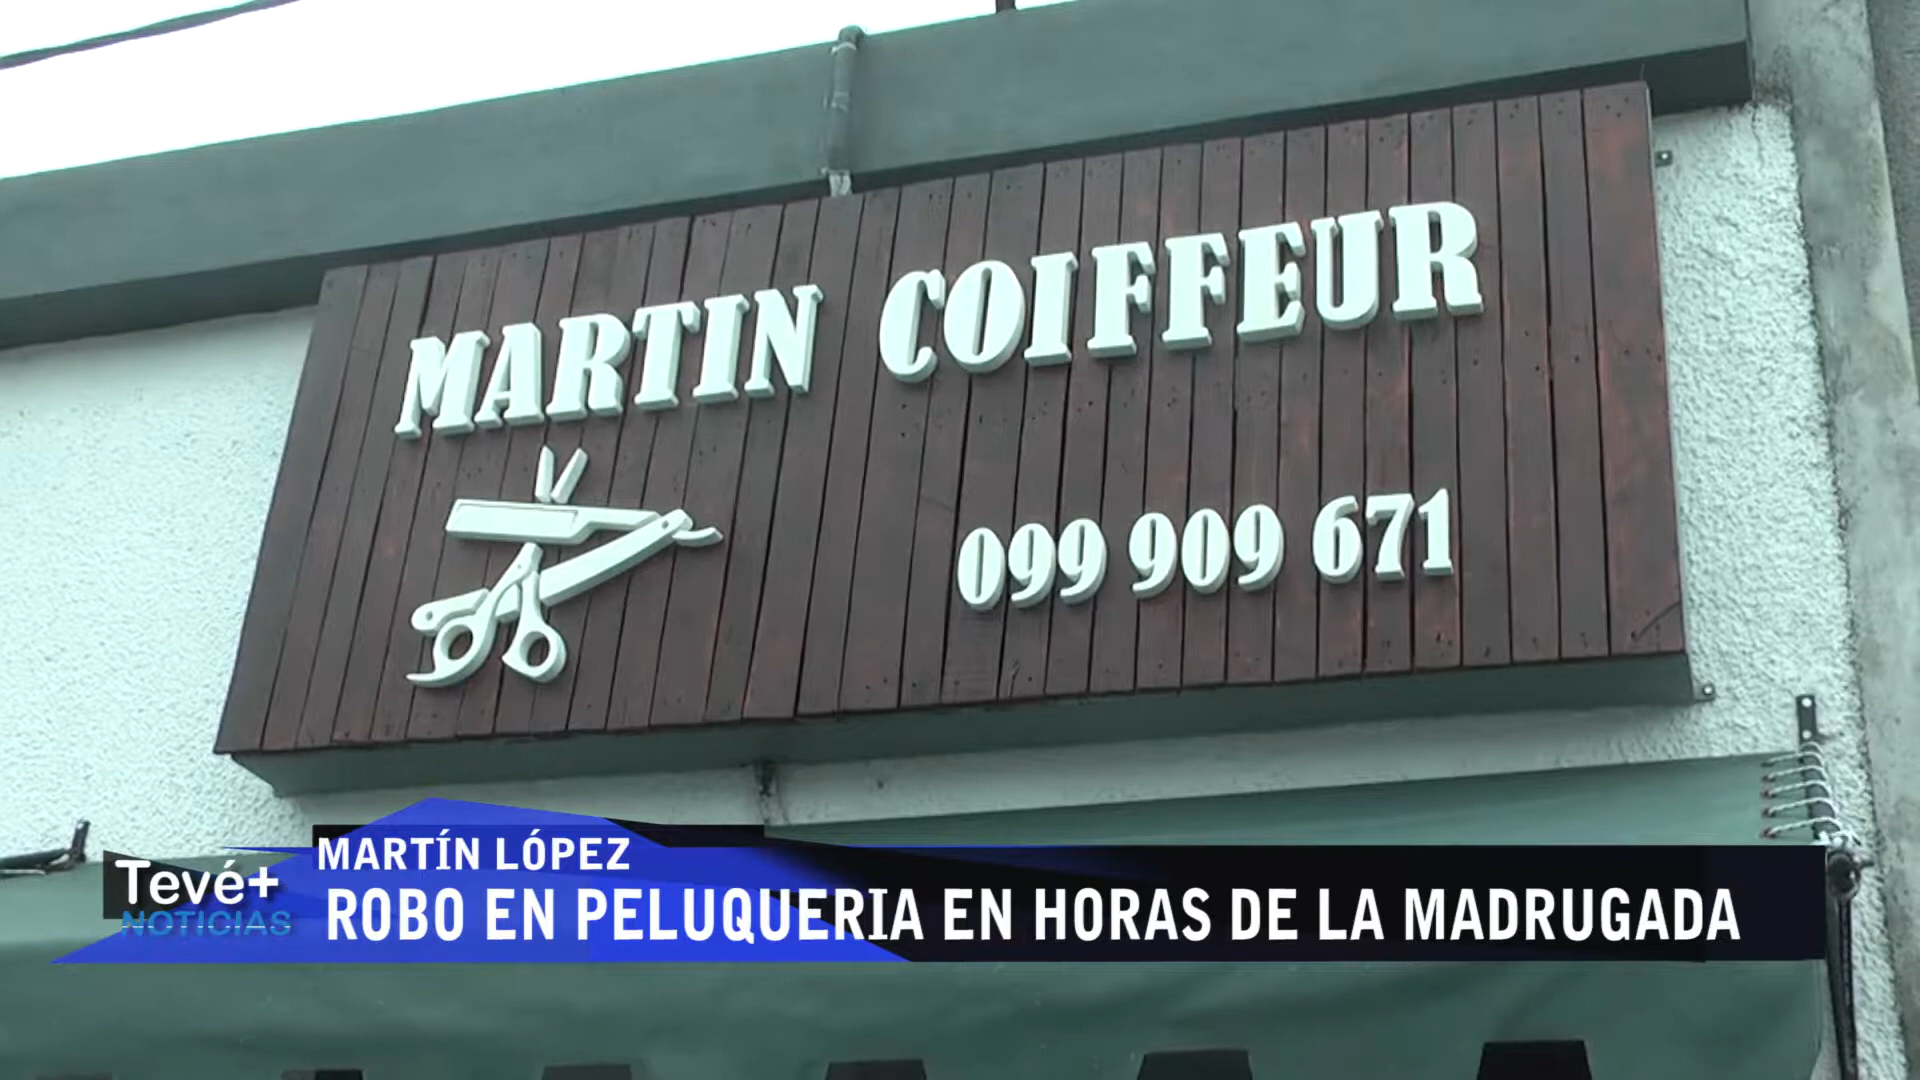 MARTIN COIFFEUR
099 909 671
MARTÍN LÓPEZ
Tevé+
NOTICIAS
ROBO EN PELUQUERIA EN HORAS DE LA MADRUGADA